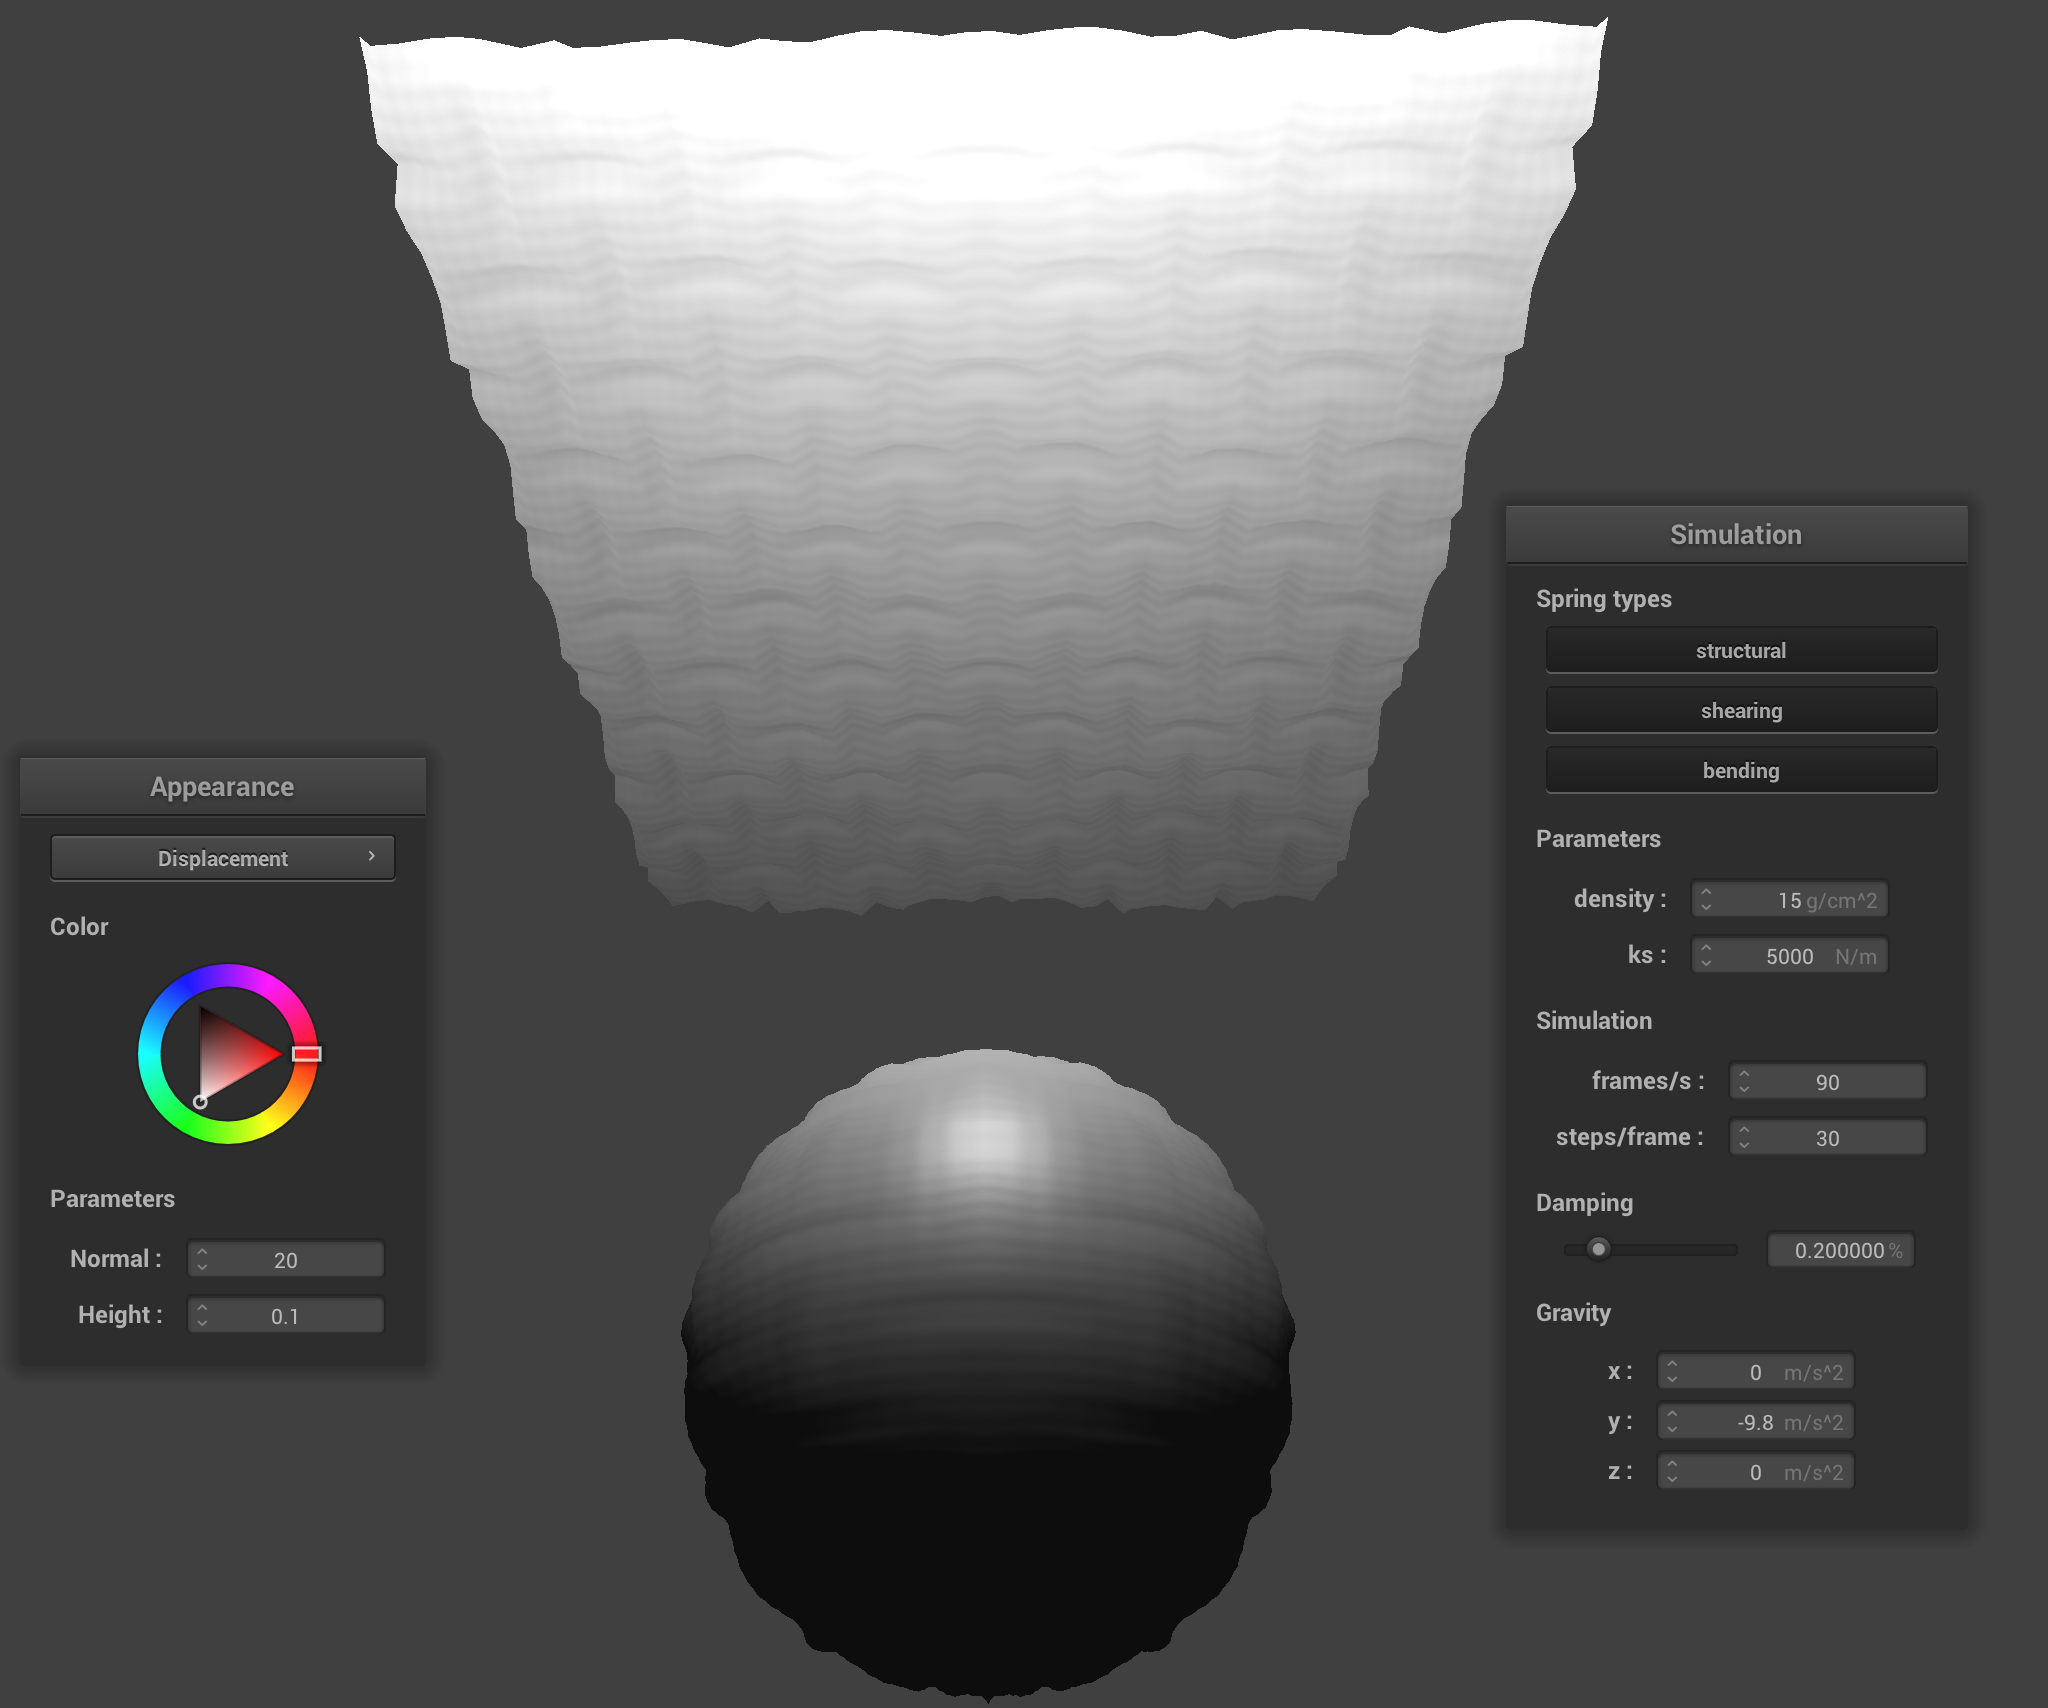 Appearance
Displacement
Color
Parameters
Normal : 20
Height : 0.1
Simulation
Spring types
structural
shearing
bending
Parameters
density : 15 g/cm^2
ks : 5000 N/m
Simulation
frames/s : 90
steps/frame : 30
Damping
0.200000 %
Gravity
x : 0 m/s^2
y : -9.8 m/s^2
z : 0 m/s^2